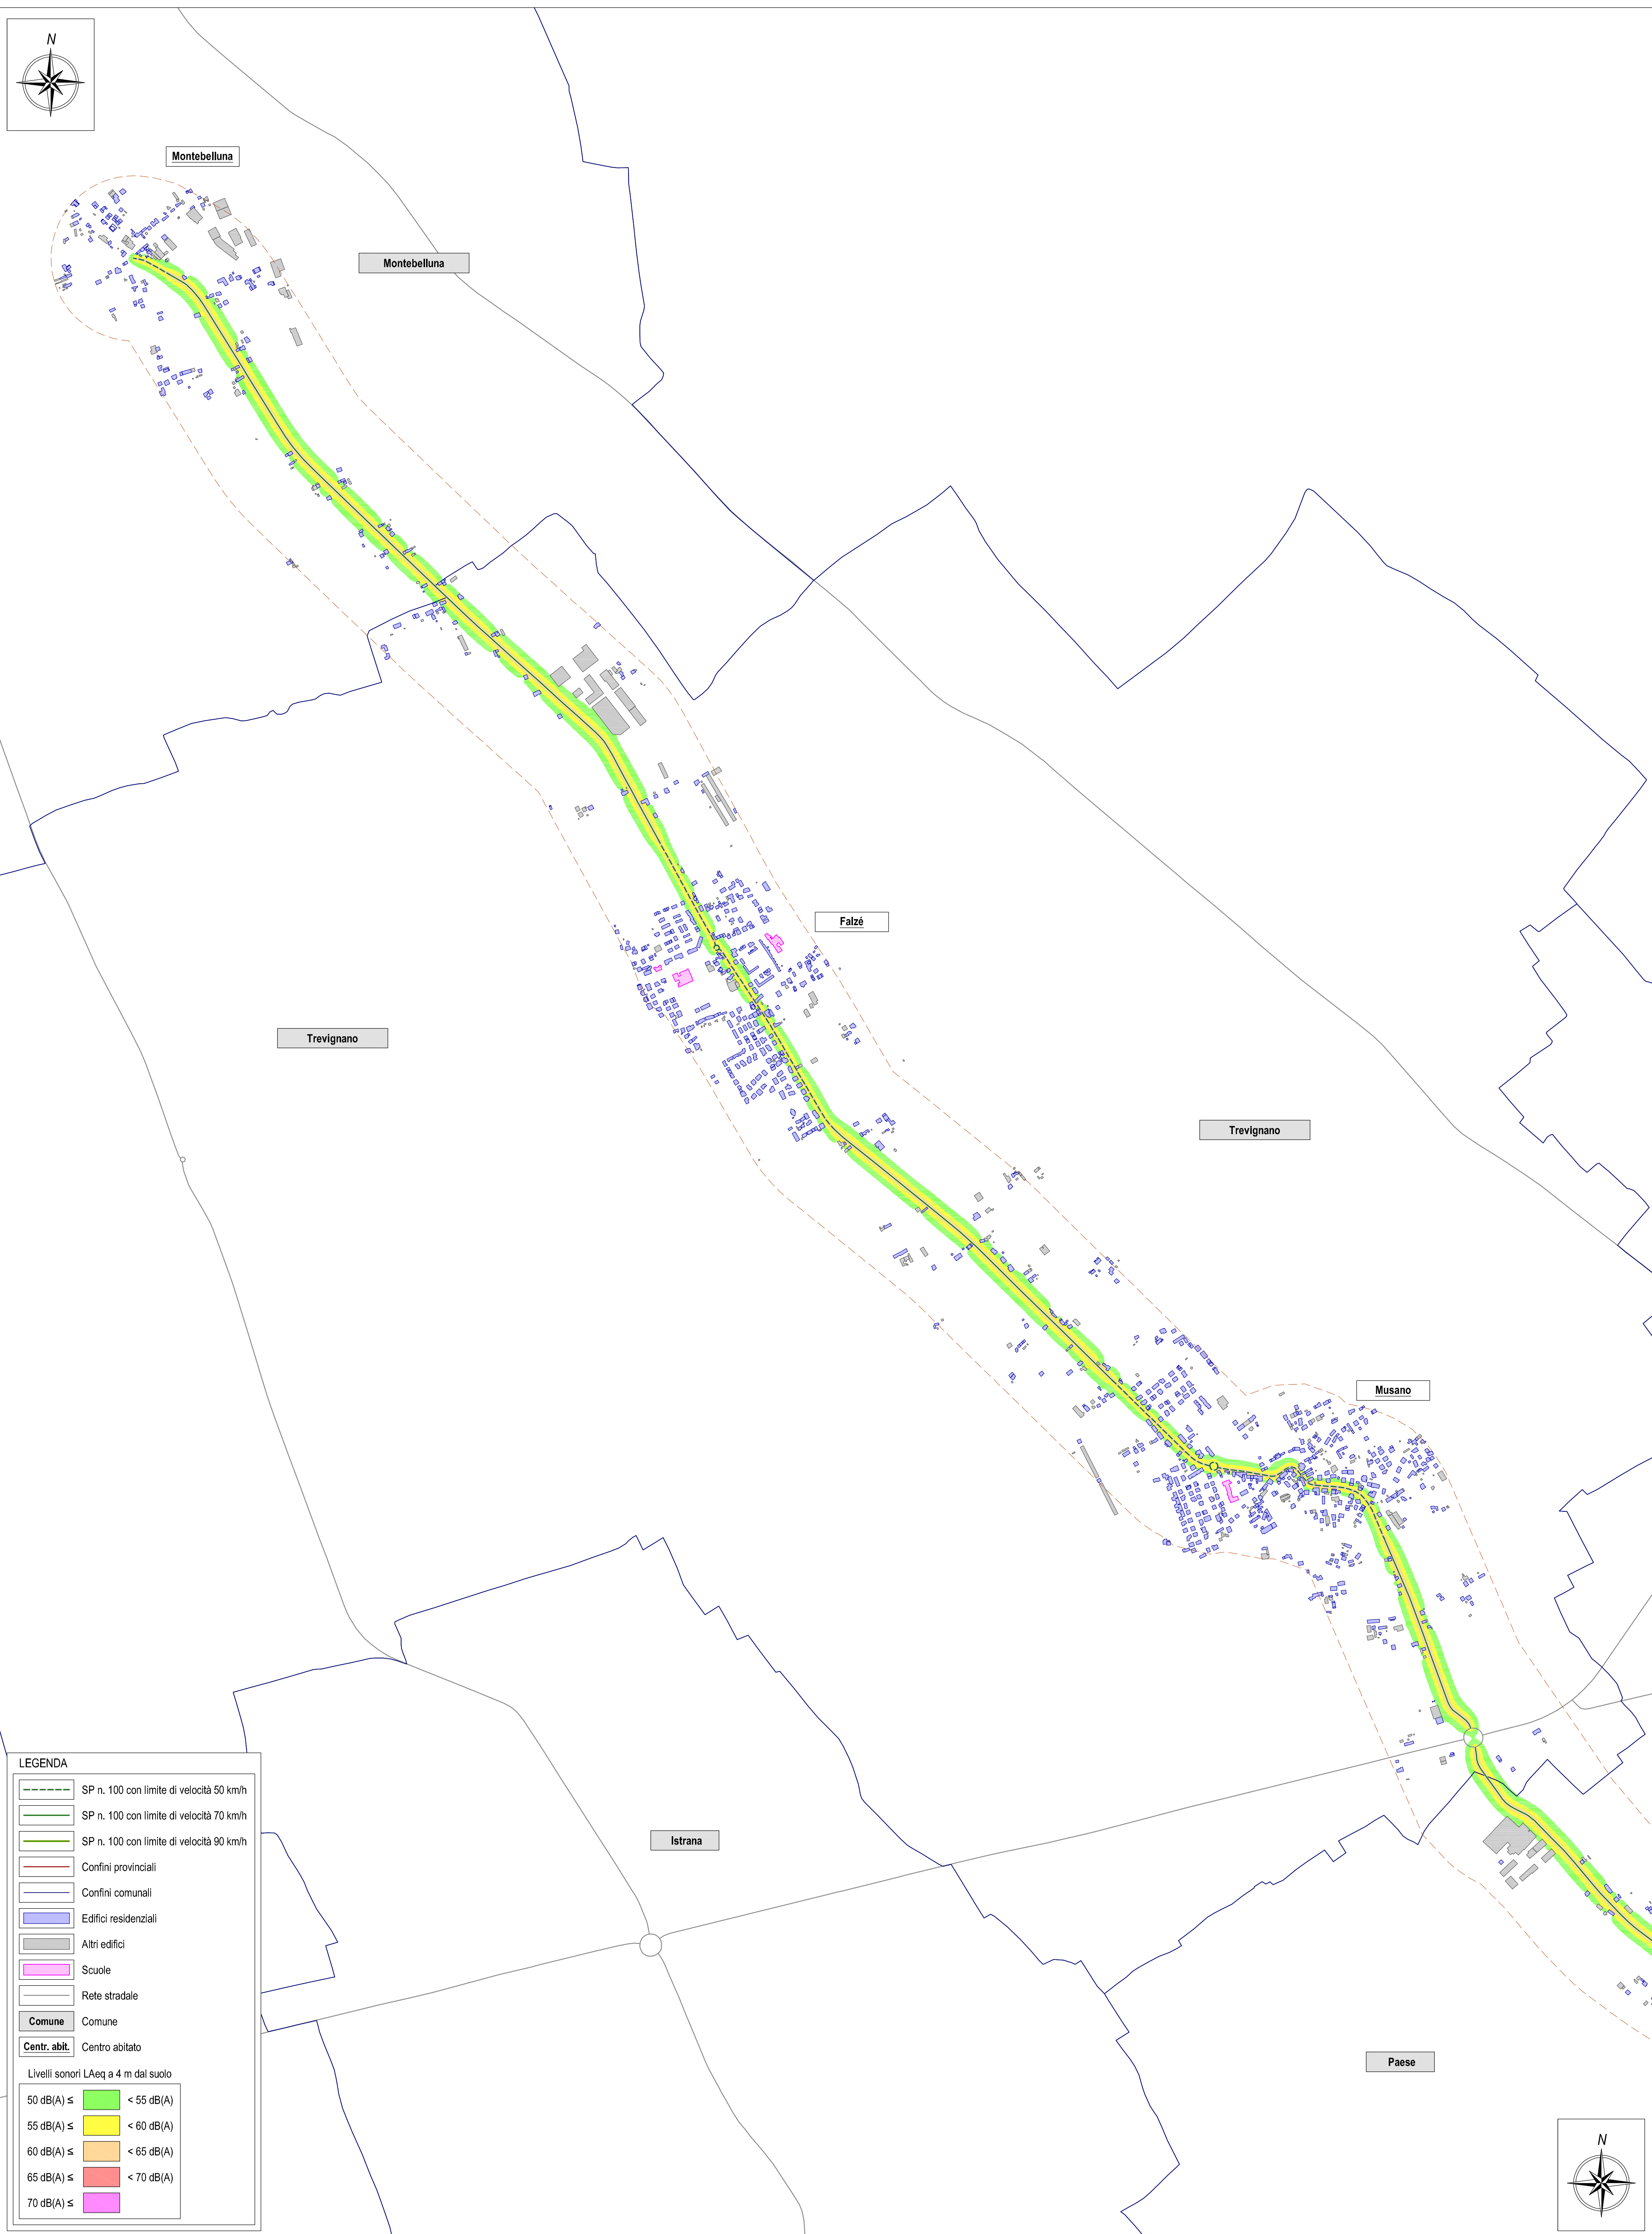 N
Montebelluna
Montebelluna
Falzé
Trevignano
Trevignano
Musano
LEGENDA
SP n. 100 con limite di velocità 50 km/h
SP n. 100 con limite di velocità 70 km/h
SP n. 100 con limite di velocità 90 km/h
Confini provinciali
Confini comunali
Edifici residenziali
Altri edifici
Scuole
Rete stradale
Comune Comune
Centr. abit. Centro abitato
Livelli sonori LAeq a 4 m dal suolo
50 dB(A) ≤ < 55 dB(A)
55 dB(A) ≤ < 60 dB(A)
60 dB(A) ≤ < 65 dB(A)
65 dB(A) ≤ < 70 dB(A)
70 dB(A) ≤
Istrana
Paese
N